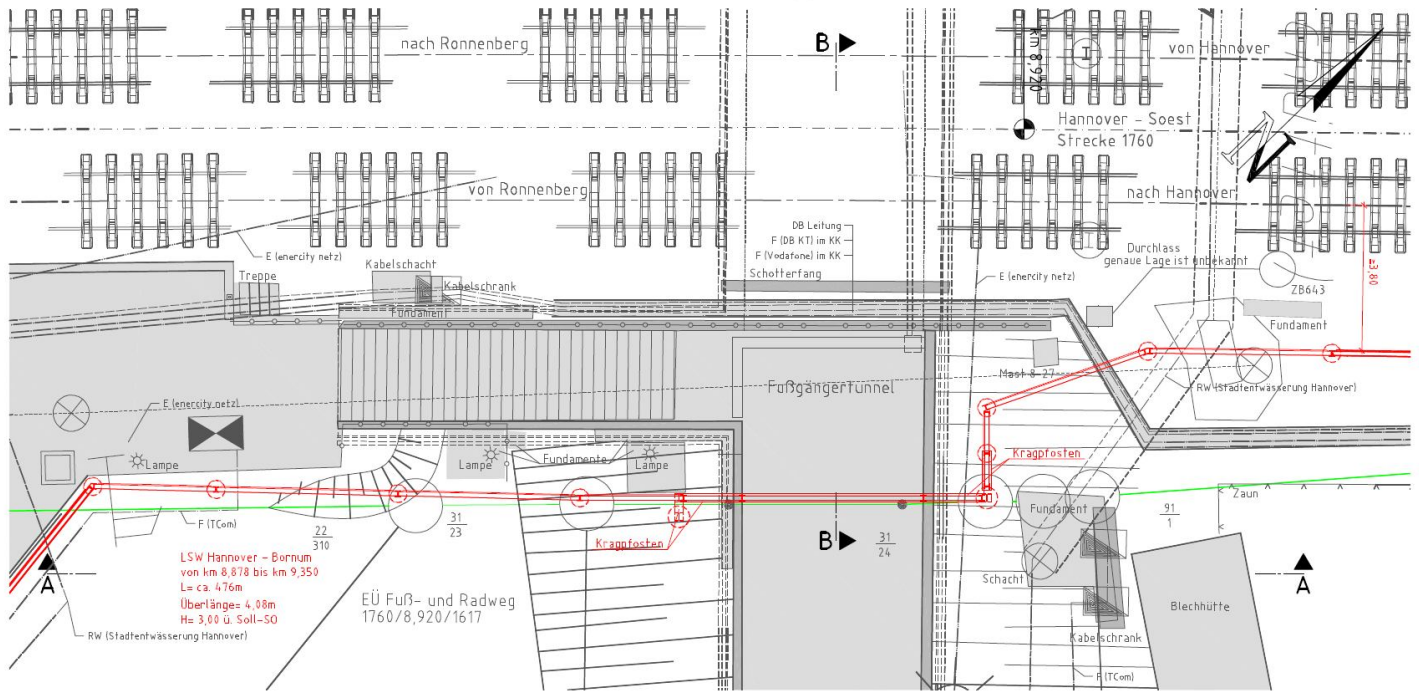 nach Ronnenberg
B
km 8,920
von Hannover
Hannover - Soest
Strecke 1760
N
von Ronnenberg
nach Hannover
DB Leitung
F (DB KT) im KK
F (Vodafone) im KK
Durchlass
genaue Lage ist unbekannt
E (enercity netz)
Kabelschacht
Treppe
Kabelschrank
Schotterfang
E (enercity netz)
ZB643
=3,80
Fundament
Fundament
Mast 8-27
Fußgängertunnel
RW (Stadtentwässerung Hannover)
E (enercity netz)
Lampe
Lampe
Fundamente
Lampe
Kragpfosten
F (TCom)
22
310
31
23
Kragpfosten
B
31
24
Fundament
91
1
Zaun
A
LSW Hannover - Bornum
von km 8,878 bis km 9,350
L= ca. 476m
Überlänge= 4,08m
H= 3,00 ü. Soll-SO
EÜ Fuß- und Radweg
1760/8,920/1617
Schacht
A
Blechhütte
RW (Stadtentwässerung Hannover)
Kabelschrank
F (TCom)